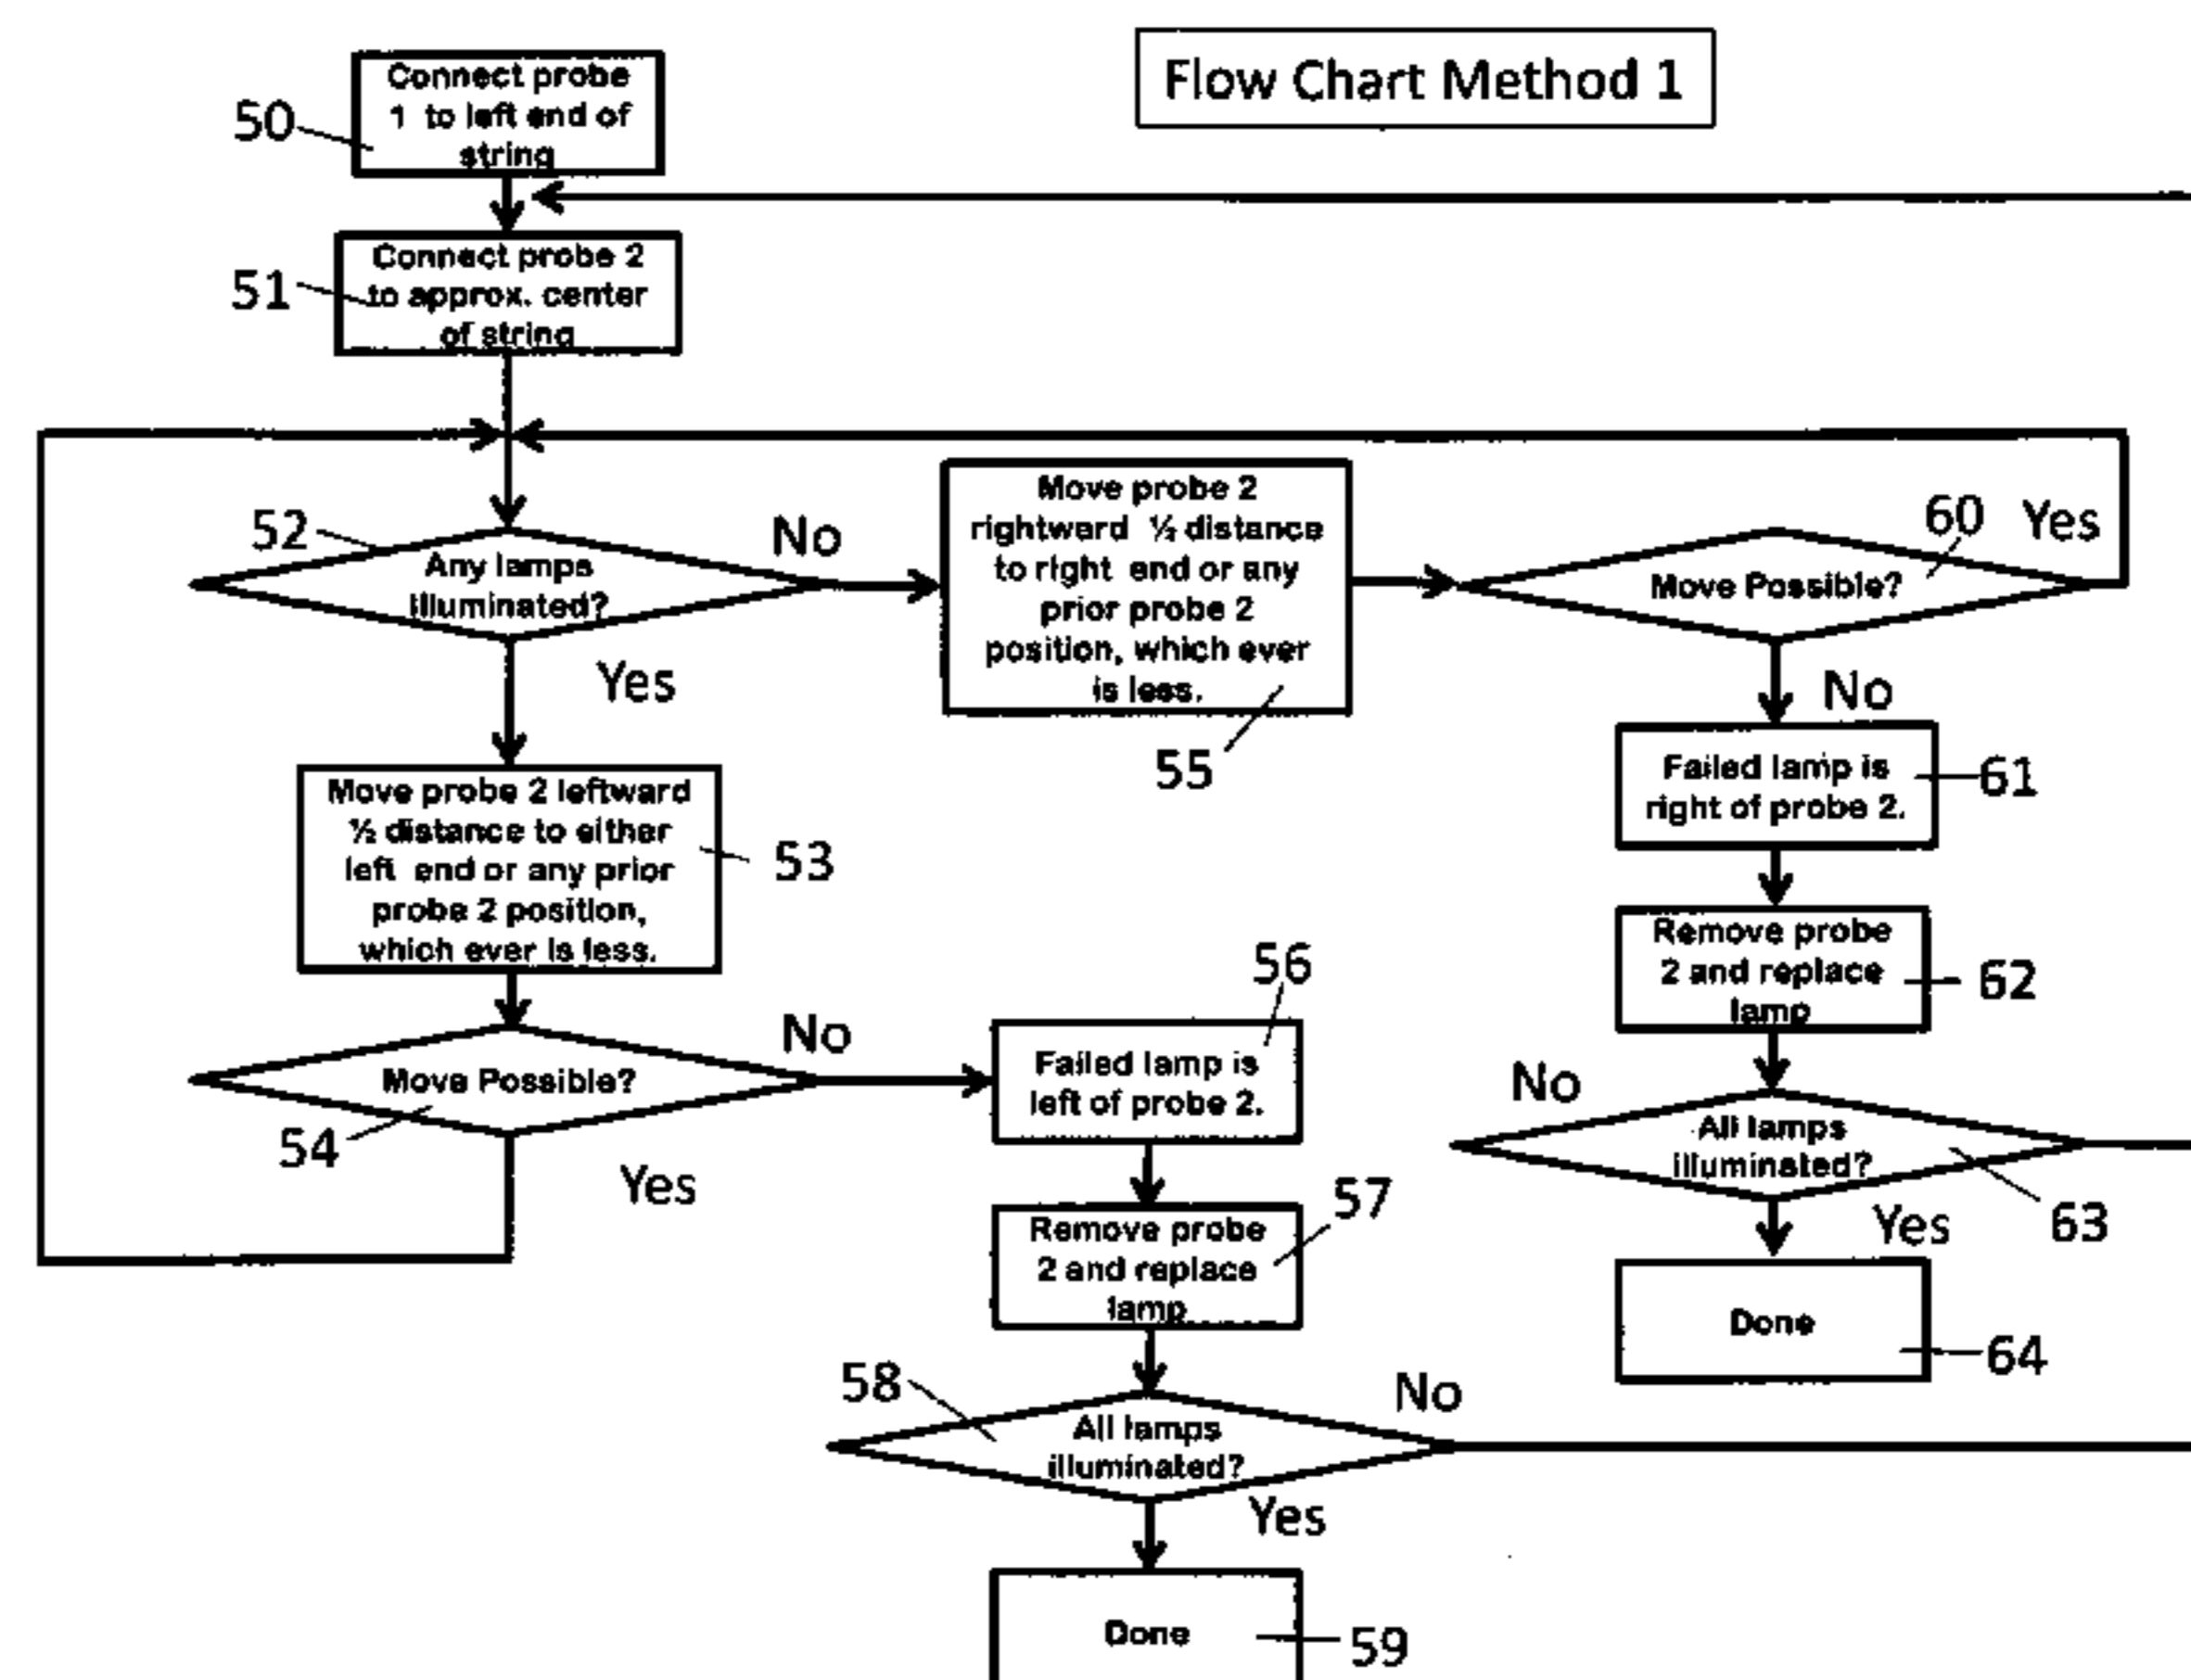 Flow Chart Method 1
Connect probe
1 to left end of
string
50
Connect probe 2
to approx. center
of string
51
52
Any lamps
illuminated?
No
Yes
Move probe 2
rightward ½ distance
to right end or any
prior probe 2
position, which ever
is less.
55
60
Yes
Move Possible?
No
Failed lamp is
right of probe 2.
61
Remove probe
2 and replace
lamp
62
No
All lamps
illuminated?
63
Yes
Done
64
Move probe 2 leftward
½ distance to either
left end or any prior
probe 2 position,
which ever is less.
53
Move Possible?
54
No
Yes
56
Failed lamp is
left of probe 2.
57
Remove probe
2 and replace
lamp
58
All lamps
illuminated?
No
Yes
Done
59